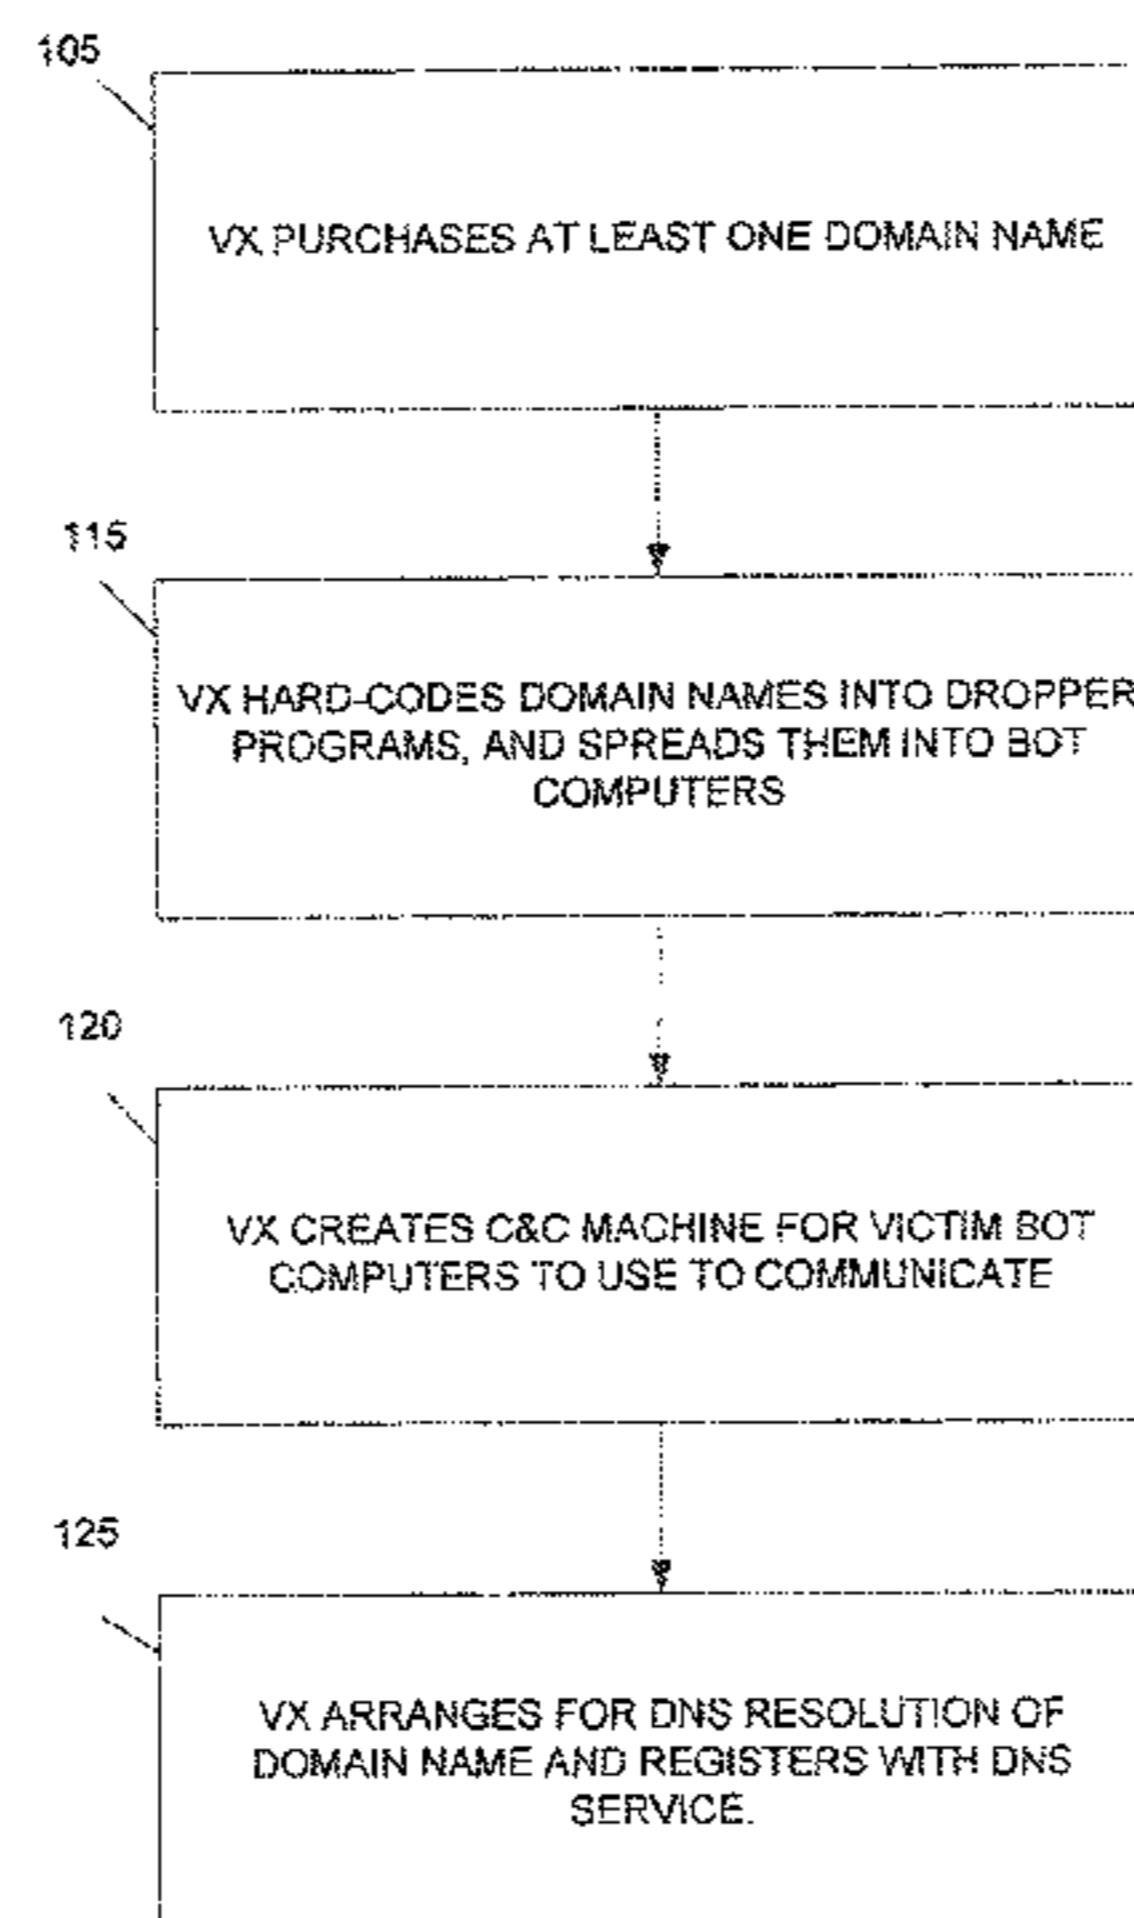 105
VX PURCHASES AT LEAST ONE DOMAIN NAME
115
VX HARD-CODES DOMAIN NAMES INTO DROPPER
PROGRAMS, AND SPREADS THEM INTO BOT
COMPUTERS
120
VX CREATES C&C MACHINE FOR VICTIM BOT
COMPUTERS TO USE TO COMMUNICATE
125
VX ARRANGES FOR DNS RESOLUTION OF
DOMAIN NAME AND REGISTERS WITH DNS
SERVICE.